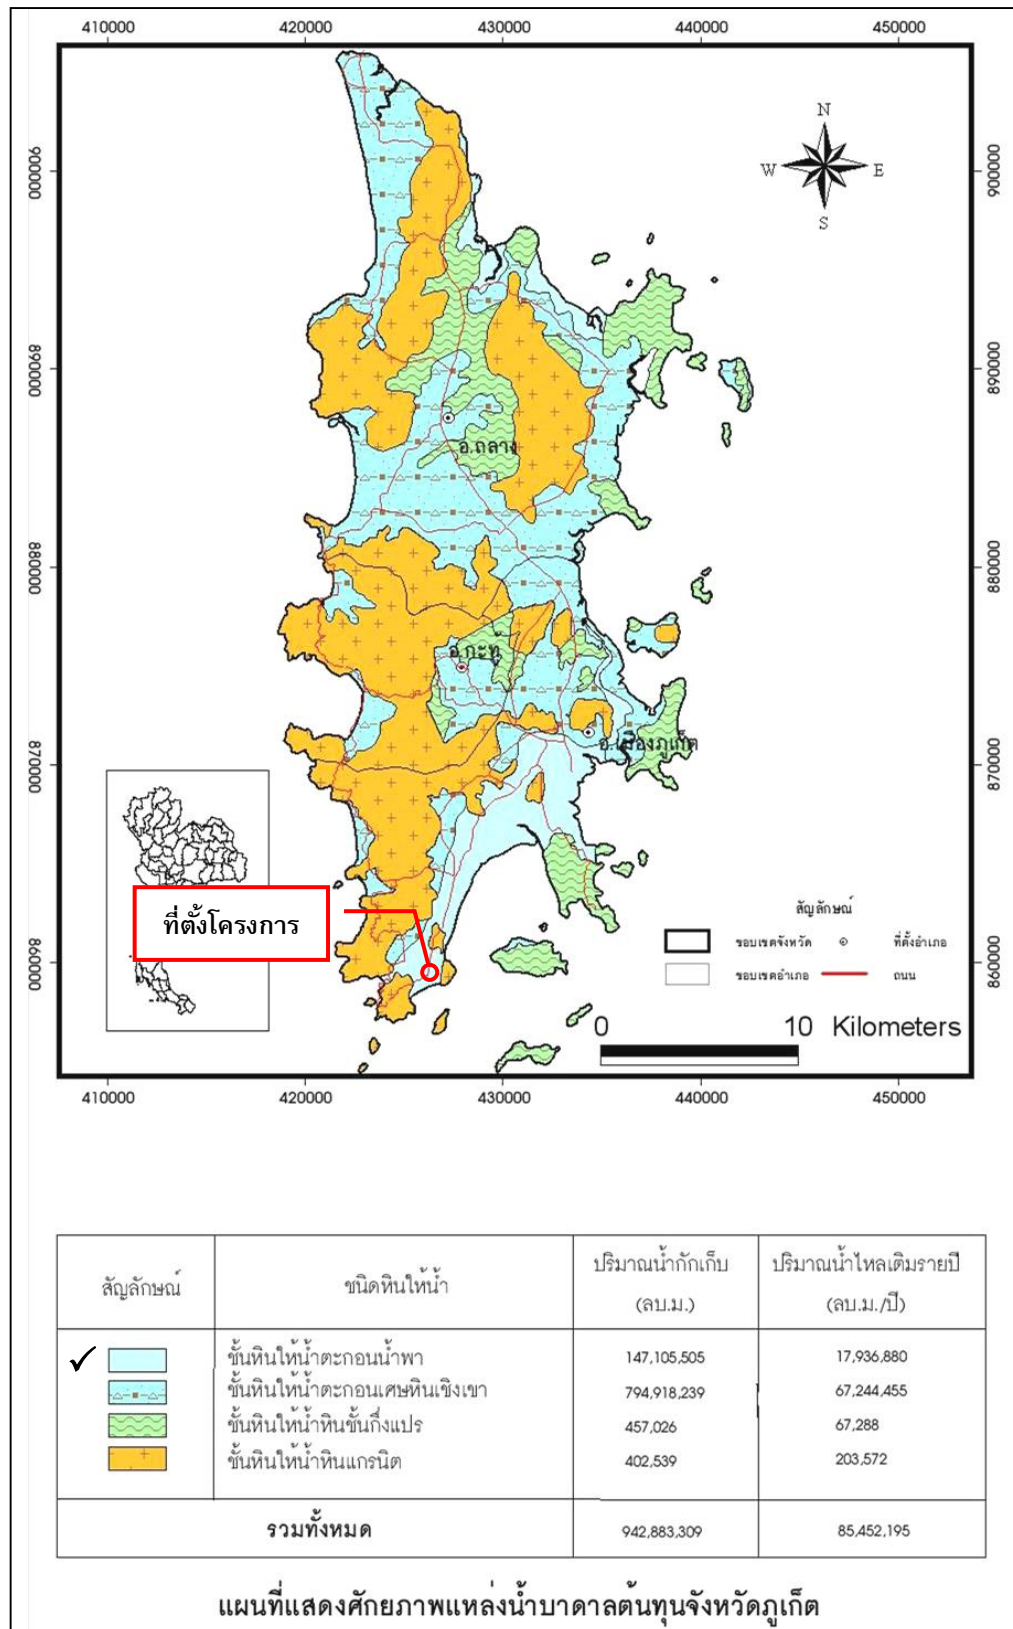 410000 420000 430000 440000 450000
N
W E
S
900000 900000
890000 890000
อ.ถลาง
880000 880000
อ.กะทู้
อ.เมืองภูเก็ต
870000 870000
ที่ตั้งโครงการ
สัญลักษณ์
ขอบเขตจังหวัด ที่ตั้งอำเภอ
ขอบเขตอำเภอ ถนน
860000 860000
0 10 Kilometers
410000 420000 430000 440000 450000
สัญลักษณ์ ชนิดหินให้น้ำ ปริมาณน้ำกักเก็บ (ลบ.ม.) ปริมาณน้ำไหลเติมรายปี (ลบ.ม./ปี)
✓ ชั้นหินให้น้ำตะกอนน้ำพา 147,105,505 17,936,880
ชั้นหินให้น้ำตะกอนเศษหินเชิงเขา 794,918,239 67,244,455
ชั้นหินให้น้ำหินชั้นกึ่งแปร 457,026 67,288
ชั้นหินให้น้ำหินแกรนิต 402,539 203,572
รวมทั้งหมด 942,883,309 85,452,195
แผนที่แสดงศักยภาพแหล่งน้ำบาดาลต้นทุนจังหวัดภูเก็ต